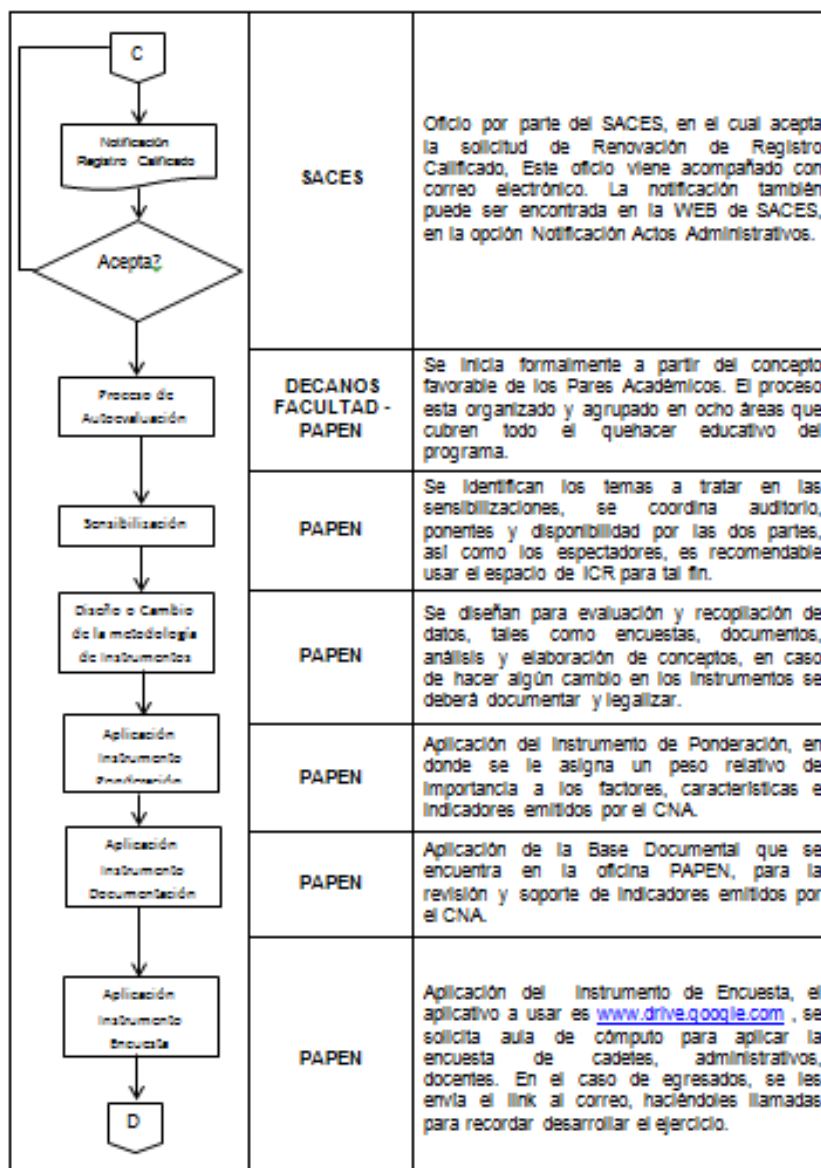 C
Notificación
Registro Calificado
Acepta?
SACES
Oficio por parte del SACES, en el cual acepta
la solicitud de Renovación de Registro
Calificado, Este oficio viene acompañado con
correo electrónico. La notificación también
puede ser encontrada en la WEB de SACES,
en la opción Notificación Actos Administrativos.
Proceso de
Autoevaluación
DECANOS
FACULTAD -
PAPEN
Se inicia formalmente a partir del concepto
favorable de los Pares Académicos. El proceso
esta organizado y agrupado en ocho áreas que
cubren todo el quehacer educativo del
programa.
Sensibilización
PAPEN
Se identifican los temas a tratar en las
sensibilizaciones, se coordina auditorio,
ponentes y disponibilidad por las dos partes,
así como los espectadores, es recomendable
usar el espacio de ICR para tal fin.
Diseño o Cambio
de la metodología
de Instrumentos
PAPEN
Se diseñan para evaluación y recopilación de
datos, tales como encuestas, documentos,
análisis y elaboración de conceptos, en caso
de hacer algún cambio en los instrumentos se
deberá documentar y legalizar.
Aplicación
Instrumento
Ponderación
PAPEN
Aplicación del Instrumento de Ponderación, en
donde se le asigna un peso relativo de
importancia a los factores, características e
indicadores emitidos por el CNA.
Aplicación
Instrumento
Documentación
PAPEN
Aplicación de la Base Documental que se
encuentra en la oficina PAPEN, para la
revisión y soporte de indicadores emitidos por
el CNA.
Aplicación
Instrumento
Encuesta
D
PAPEN
Aplicación del Instrumento de Encuesta, el
aplicativo a usar es www.drive.google.com , se
solicita aula de cómputo para aplicar la
encuesta de cadetes, administrativos,
docentes. En el caso de egresados, se les
envía el link al correo, haciéndoles llamadas
para recordar desarrollar el ejercicio.